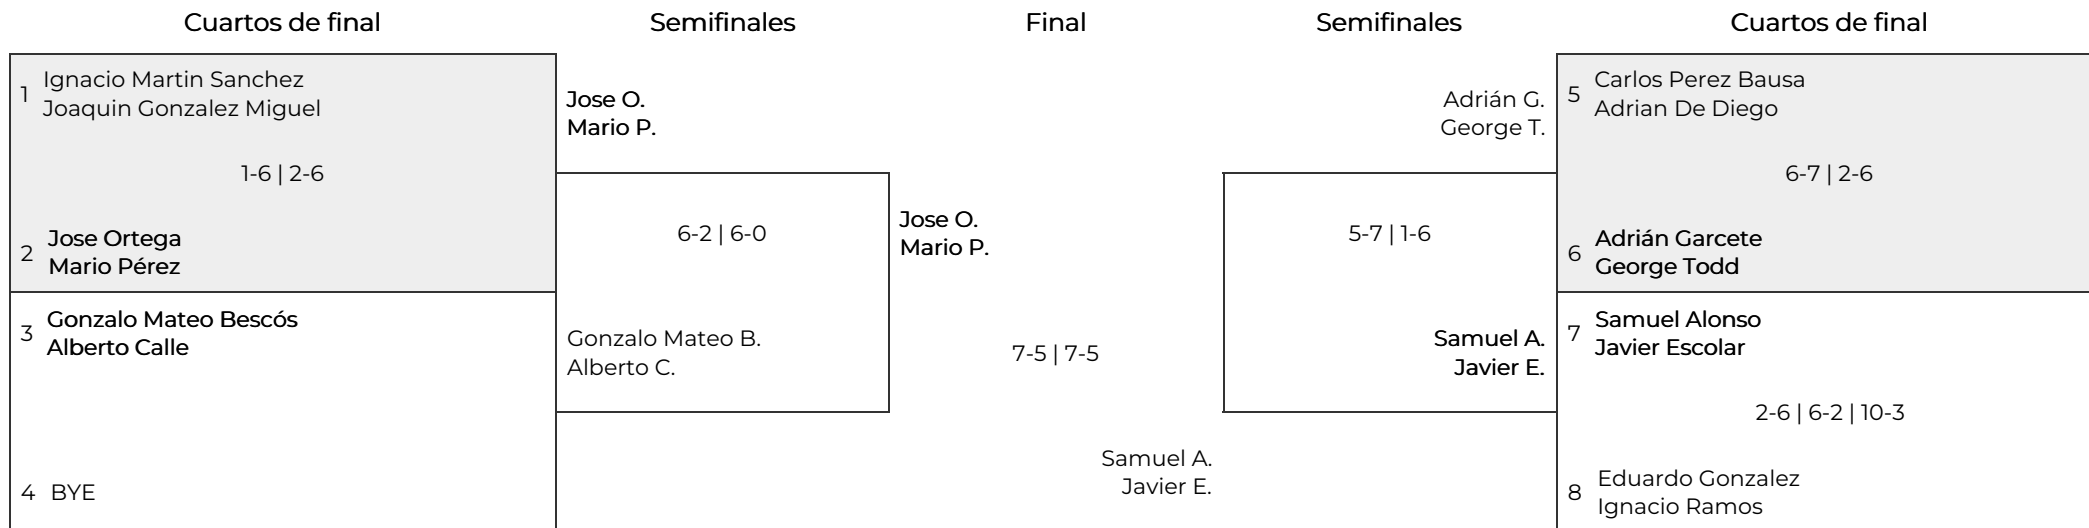 Cuartos de final
Semifinales
Final
Semifinales
Cuartos de final
1
Ignacio Martin Sanchez
Joaquin Gonzalez Miguel
1-6 | 2-6
2
Jose Ortega
Mario Pérez
3
Gonzalo Mateo Bescós
Alberto Calle
4 BYE
Jose O.
Mario P.
6-2 | 6-0
Gonzalo Mateo B.
Alberto C.
Jose O.
Mario P.
7-5 | 7-5
Samuel A.
Javier E.
Adrián G.
George T.
5-7 | 1-6
Samuel A.
Javier E.
5
Carlos Perez Bausa
Adrian De Diego
6-7 | 2-6
6
Adrián Garcete
George Todd
7
Samuel Alonso
Javier Escolar
2-6 | 6-2 | 10-3
8
Eduardo Gonzalez
Ignacio Ramos